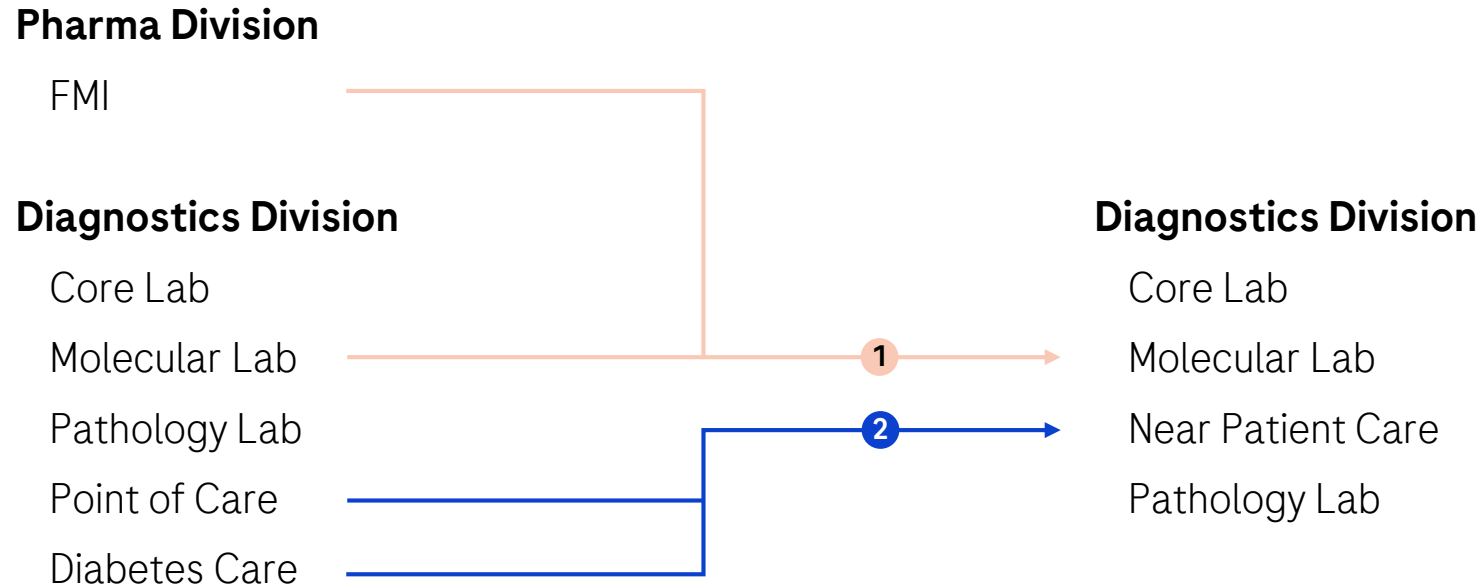 Pharma Division
FMI
Diagnostics Division
Core Lab
Molecular Lab
Pathology Lab
Point of Care
Diabetes Care
1
2
Diagnostics Division
Core Lab
Molecular Lab
Near Patient Care
Pathology Lab